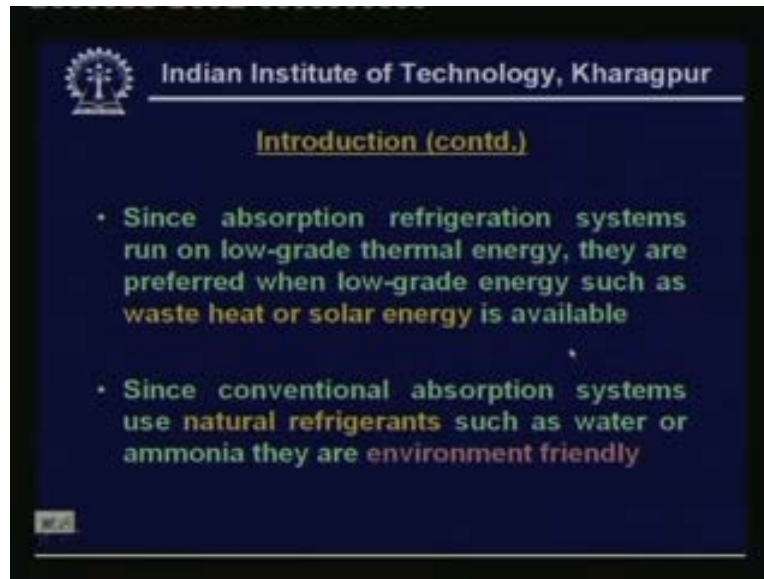 Indian Institute of Technology, Kharagpur
Introduction (contd.)
• Since absorption refrigeration systems
run on low-grade thermal energy, they are
preferred when low-grade energy such as
waste heat or solar energy is available
• Since conventional absorption systems
use natural refrigerants such as water or
ammonia they are environment friendly